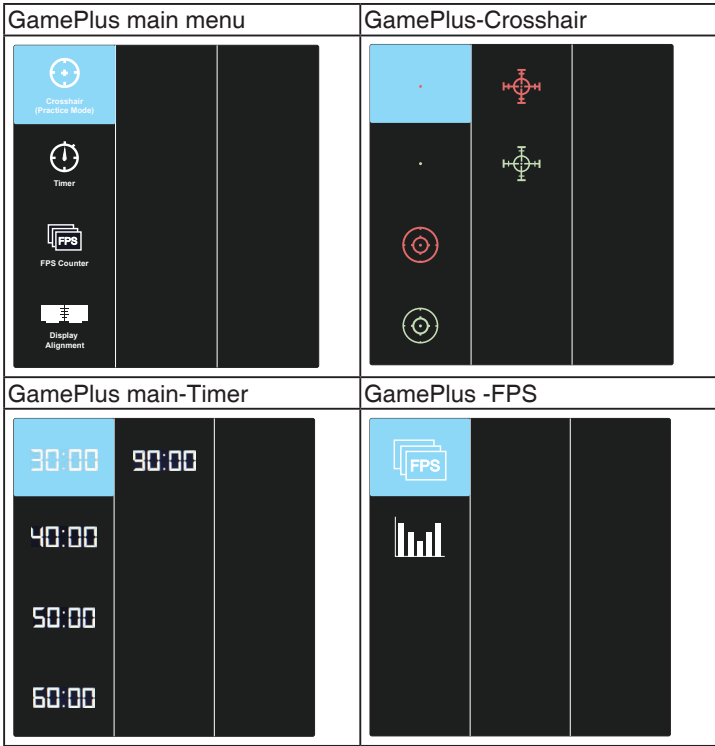 GamePlus main menu
GamePlus-Crosshair
Crosshair
(Practice Mode)
Timer
FPS
FPS Counter
Display
Alignment
GamePlus main-Timer
GamePlus -FPS
30:00
90:00
40:00
50:00
60:00
FPS